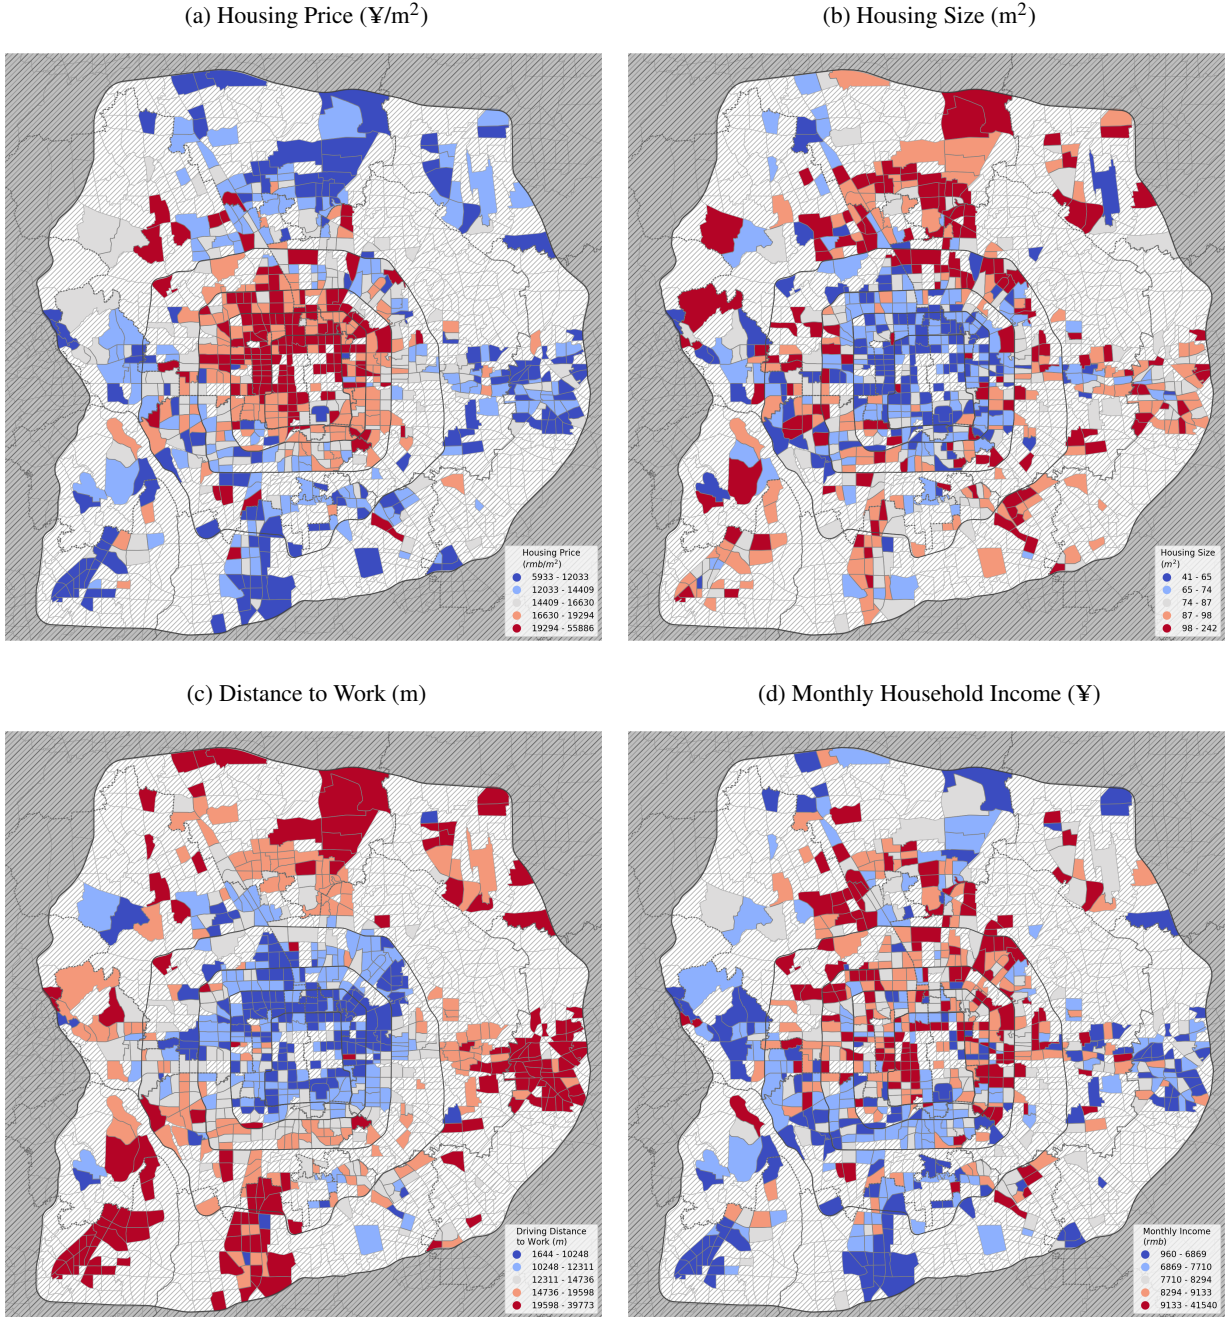 (a) Housing Price (¥/m²)
(b) Housing Size (m²)
Housing Price
(rmb/m²)
5933 - 12033
12033 - 14409
14409 - 16630
16630 - 19294
19294 - 55886
Housing Size
(m²)
41 - 65
65 - 74
74 - 87
87 - 98
98 - 242
(c) Distance to Work (m)
(d) Monthly Household Income (¥)
Driving Distance
to Work (m)
1644 - 10248
10248 - 12311
12311 - 14736
14736 - 19598
19598 - 39773
Monthly Income
(rmb)
960 - 6869
6869 - 7710
7710 - 8294
8294 - 9133
9133 - 41540